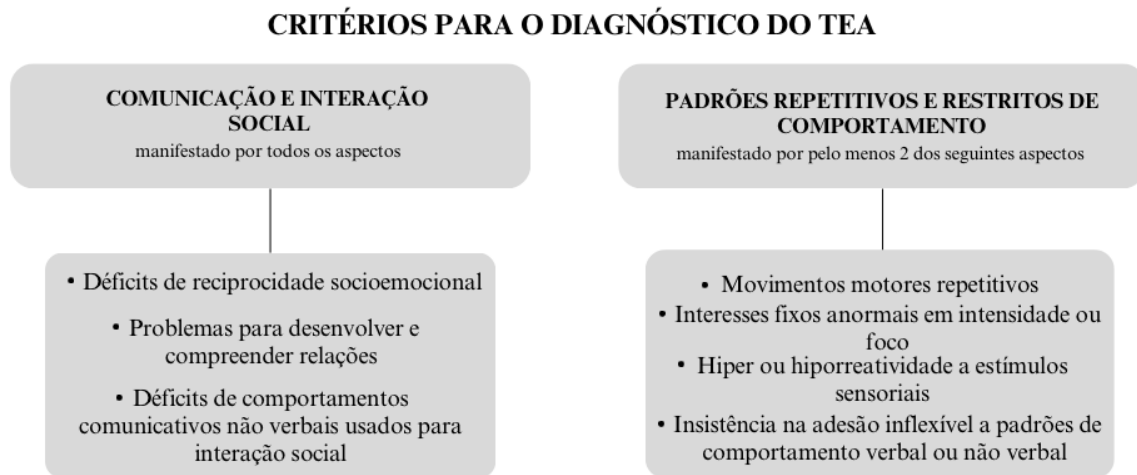 CRITÉRIOS PARA O DIAGNÓSTICO DO TEA
COMUNICAÇÃO E INTERAÇÃO
SOCIAL
manifestado por todos os aspectos
• Déficits de reciprocidade socioemocional
• Problemas para desenvolver e
compreender relações
• Déficits de comportamentos
comunicativos não verbais usados para
interação social
PADRÕES REPETITIVOS E RESTRITOS DE
COMPORTAMENTO
manifestado por pelo menos 2 dos seguintes aspectos
• Movimentos motores repetitivos
• Interesses fixos anormais em intensidade ou
foco
• Hiper ou hiporreatividade a estímulos
sensoriais
• Insistência na adesão inflexível a padrões de
comportamento verbal ou não verbal